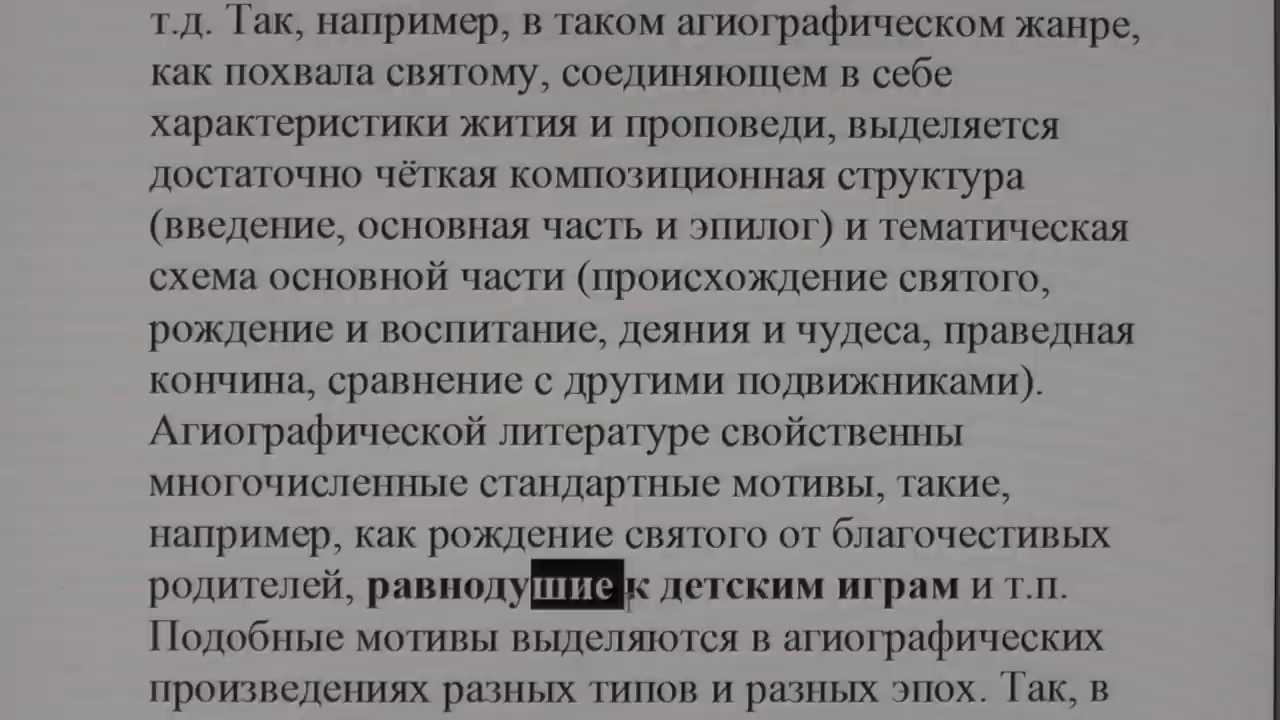 т.д. Так, например, в таком агиографическом жанре,
как похвала святому, соединяющем в себе
характеристики жития и проповеди, выделяется
достаточно чёткая композиционная структура
(введение, основная часть и эпилог) и тематическая
схема основной части (происхождение святого,
рождение и воспитание, деяния и чудеса, праведная
кончина, сравнение с другими подвижниками).
Агиографической литературе свойственны
многочисленные стандартные мотивы, такие,
например, как рождение святого от благочестивых
родителей, равнодушие к детским играм и т.п.
Подобные мотивы выделяются в агиографических
произведениях разных типов и разных эпох. Так, в